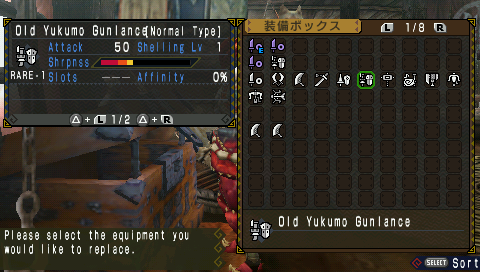 Old Yukumo Gunlance[Normal Type]
Attack 50 Shelling Lv 1
Shrpnss
RARE-1 Slots --- Affinity 0%
△+L 1/2 △+R
装備ボックス L 1/8 R
E
Old Yukumo Gunlance
Please select the equipment you
would like to replace.
SELECT Sort